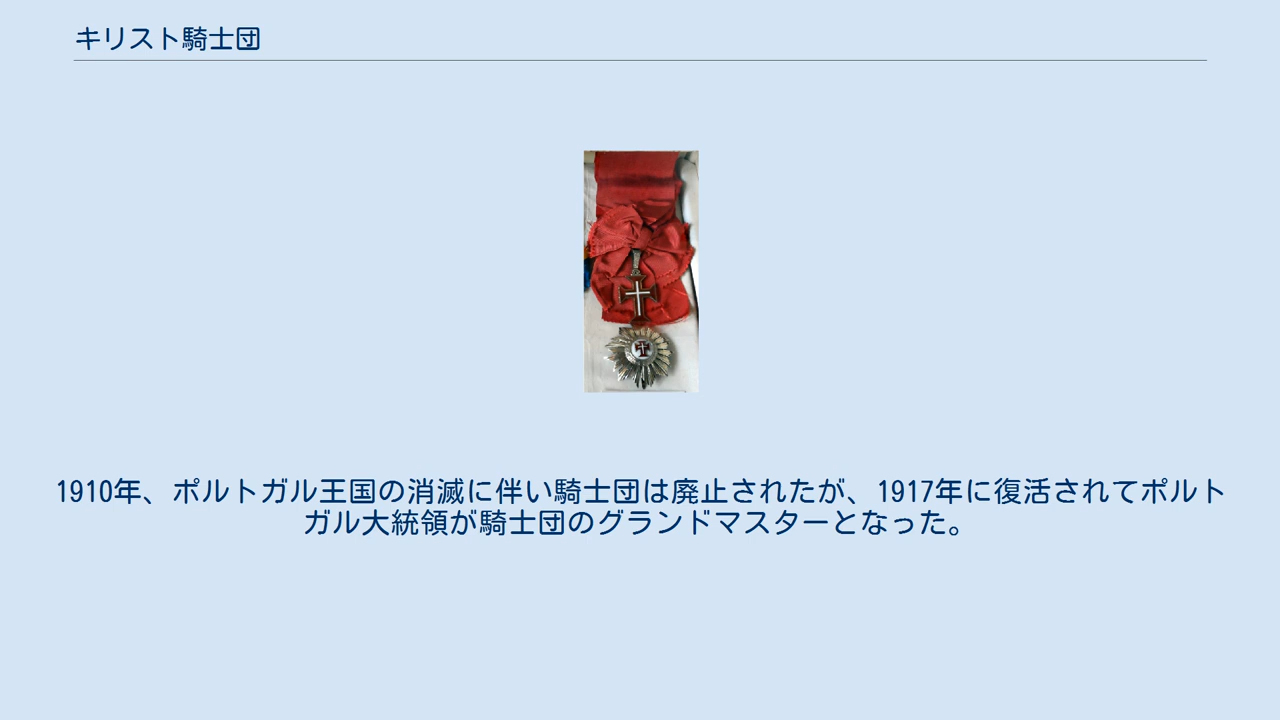 キリスト騎士団
1910年、ポルトガル王国の消滅に伴い騎士団は廃止されたが、1917年に復活されてポルト
ガル大統領が騎士団のグランドマスターとなった。